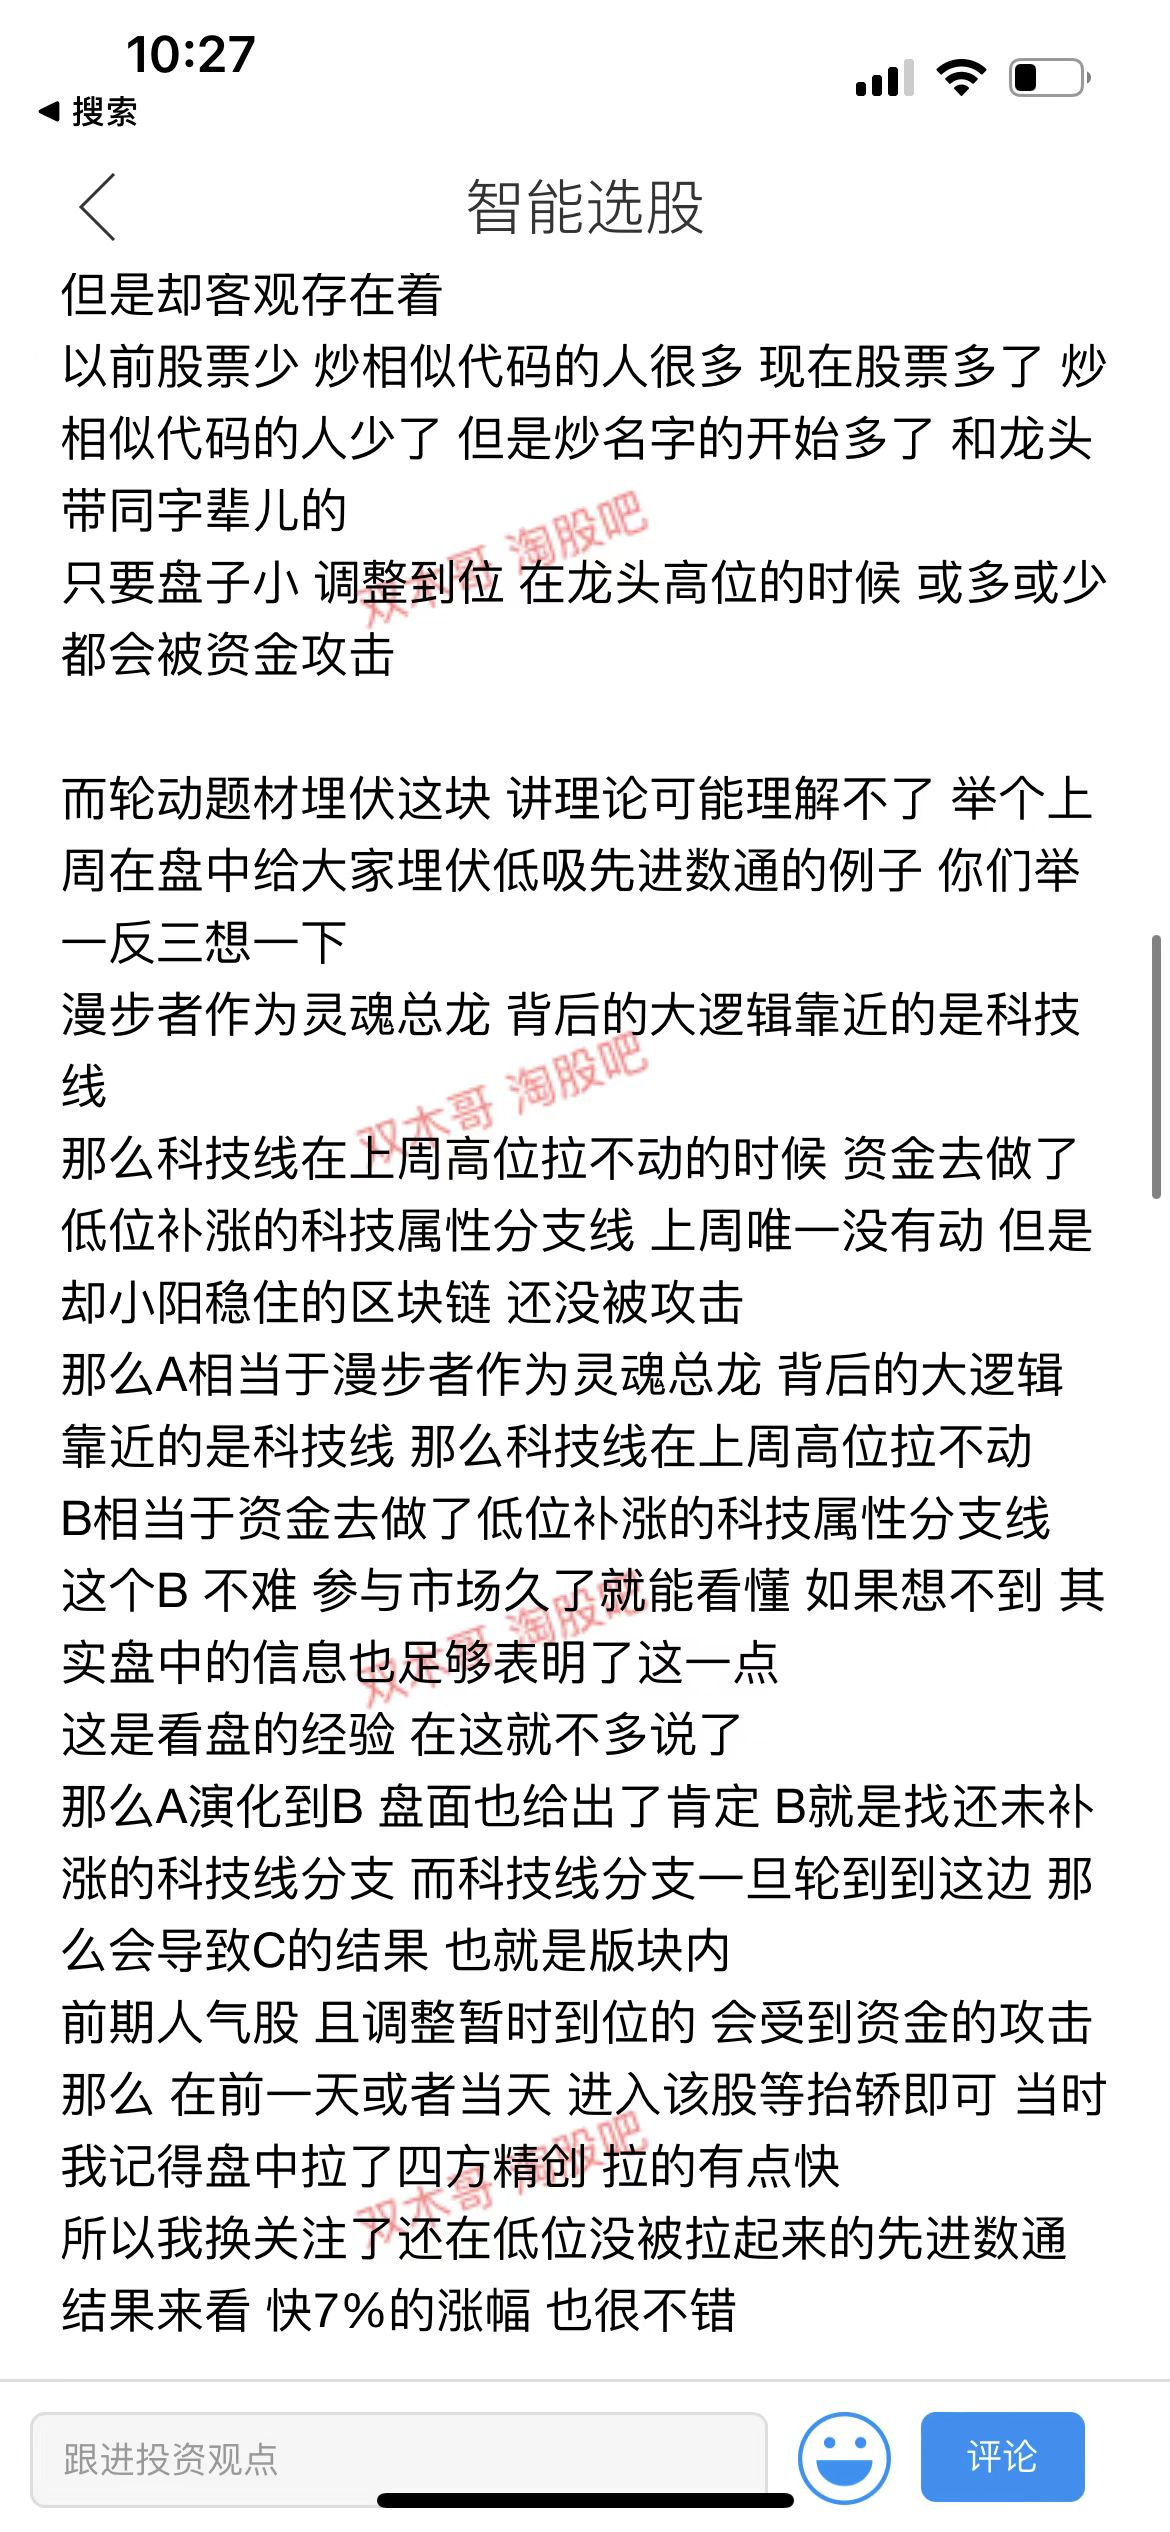 10:27
搜索
智能选股
但是却客观存在着
以前股票少 炒相似代码的人很多 现在股票多了 炒
相似代码的人少了 但是炒名字的开始多了 和龙头
带同字辈儿的
只要盘子小 调整到位 在龙头高位的时候 或多或少
都会被资金攻击
双木哥 淘股吧
而轮动题材埋伏这块 讲理论可能理解不了 举个上
周在盘中给大家埋伏低吸先进数通的例子 你们举
一反三想一下
漫步者作为灵魂总龙 背后的大逻辑靠近的是科技
线
双木哥 淘股吧
那么科技线在上周高位拉不动的时候 资金去做了
低位补涨的科技属性分支线 上周唯一没有动 但是
却小阳稳住的区块链 还没被攻击
那么A相当于漫步者作为灵魂总龙 背后的大逻辑
靠近的是科技线 那么科技线在上周高位拉不动
B相当于资金去做了低位补涨的科技属性分支线
这个B 不难 参与市场久了就能看懂 如果想不到 其
实盘中的信息也足够表明了这一点
双木哥 淘股吧
这是看盘的经验 在这就不多说了
那么A演化到B 盘面也给出了肯定 B就是找还未补
涨的科技线分支 而科技线分支一旦轮到到这边 那
么会导致C的结果 也就是版块内
前期人气股 且调整暂时到位的 会受到资金的攻击
那么 在前一天或者当天 进入该股等抬轿即可 当时
我记得盘中拉了四方精创 拉的有点快
双木哥 淘股吧
所以我换关注了还在低位没被拉起来的先进数通
结果来看 快7%的涨幅 也很不错
跟进投资观点
评论